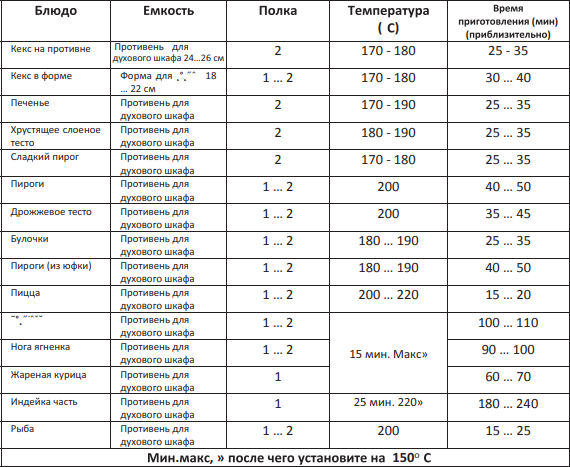 Блюдо Емкость Полка Температура ( С) Время приготовления (мин) (приблизительно)
Кекс на противне Противень для духового шкафа 24...26 см 2 170 - 180 25 - 35
Кекс в форме Форма для 18 ... 22 см 1 ... 2 170 - 180 30 ... 40
Печенье Противень для духового шкафа 2 170 - 190 25 ... 35
Хрустящее слоеное тесто Противень для духового шкафа 2 180 - 190 25 ... 35
Сладкий пирог Противень для духового шкафа 2 170 - 180 25 ... 35
Пироги Противень для духового шкафа 1 ... 2 200 40 ... 50
Дрожжевое тесто Противень для духового шкафа 1 ... 2 200 35 ... 45
Булочки Противень для духового шкафа 1 ... 2 180 ... 190 25 ... 35
Пироги (из юфки) Противень для духового шкафа 1 ... 2 180 ... 190 40 ... 50
Пицца Противень для духового шкафа 1 ... 2 200 ... 220 15 ... 20
Противень для духового шкафа 1 ... 2 100 ... 110
Нога ягненка Противень для духового шкафа 1 ... 2 15 мин. Макс» 90 ... 100
Жареная курица Противень для духового шкафа 1 60 ... 70
Индейка часть Противень для духового шкафа 1 25 мин. 220» 180 ... 240
Рыба Противень для духового шкафа 1 ... 2 200 15 ... 25
Мин.макс, » после чего установите на 150° С